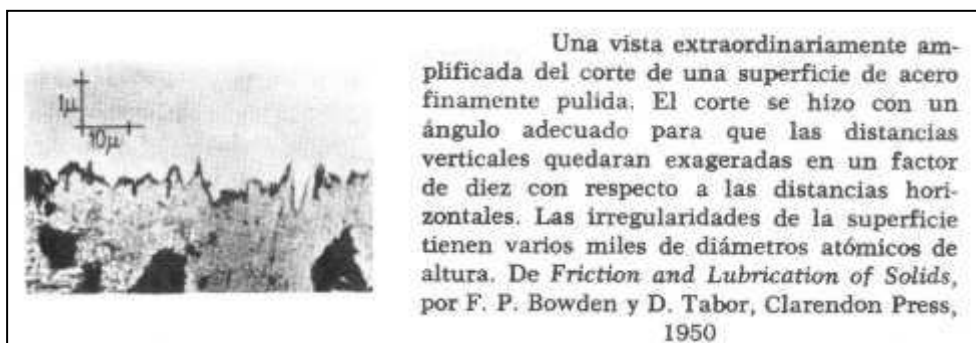 1μ
10μ
Una vista extraordinariamente am-
plificada del corte de una superficie de acero
finamente pulida. El corte se hizo con un
ángulo adecuado para que las distancias
verticales quedaran exageradas en un factor
de diez con respecto a las distancias hori-
zontales. Las irregularidades de la superficie
tienen varios miles de diámetros atómicos de
altura. De Friction and Lubrication of Solids,
por F. P. Bowden y D. Tabor, Clarendon Press,
1950